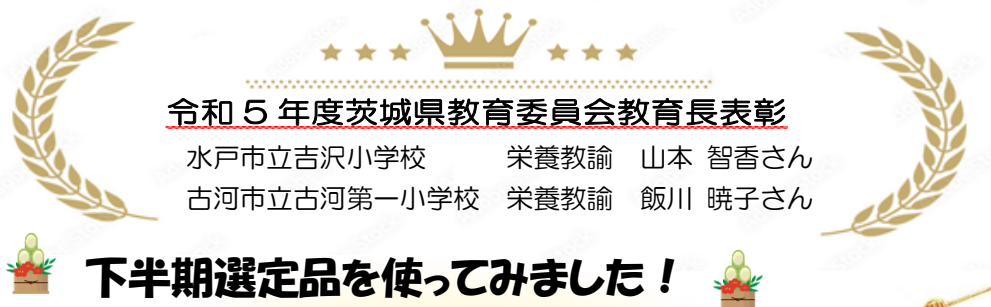 令和５年度茨城県教育委員会教育長表彰
水戸市立吉沢小学校　栄養教諭　山本 智香さん
古河市立古河第一小学校　栄養教諭　飯川 暁子さん
下半期選定品を使ってみました！